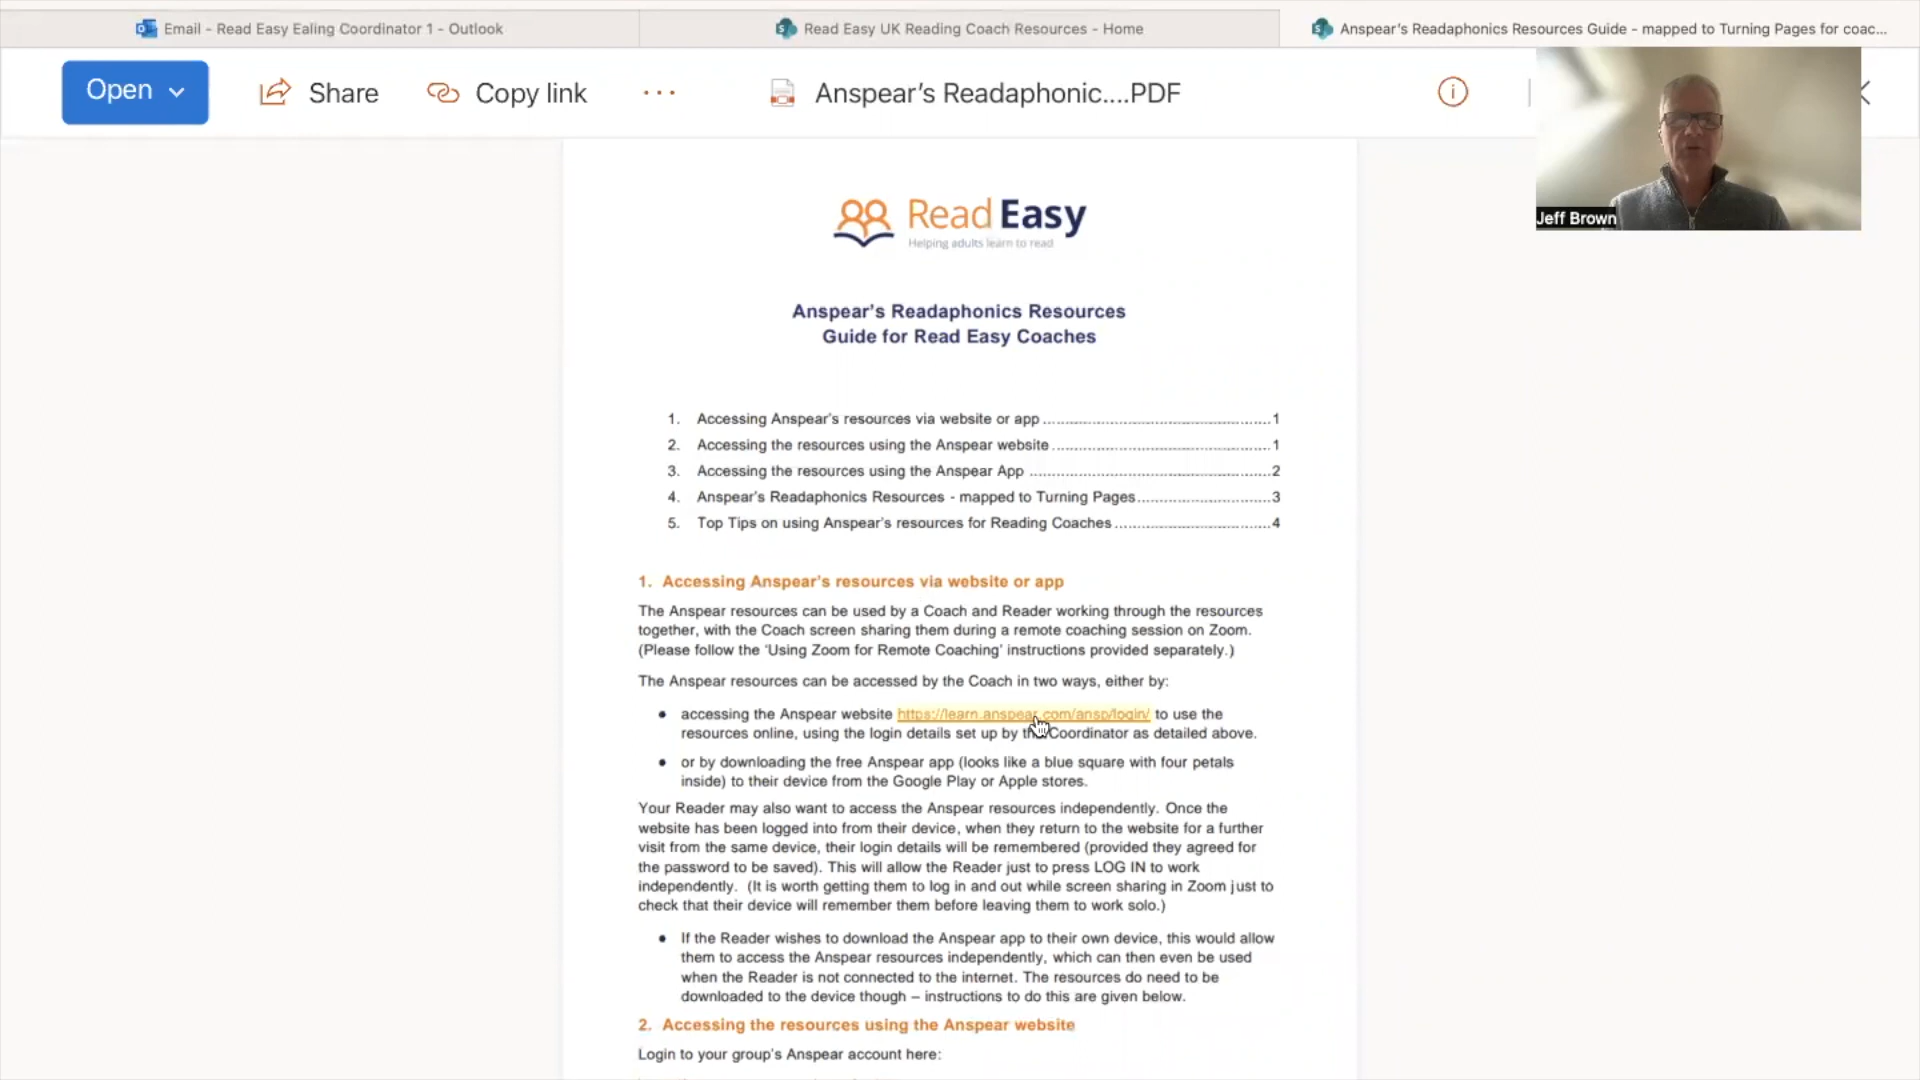 Email - Read Easy Ealing Coordinator 1 - Outlook
Read Easy UK Reading Coach Resources - Home
Anspear's Readaphonics Resources Guide - mapped to Turning Pages for coac...
Open
Share
Copy link
...
Anspear's Readaphonic....PDF
Jeff Brown
Read Easy
Helping adults learn to read
Anspear's Readaphonics Resources
Guide for Read Easy Coaches
1. Accessing Anspear's resources via website or app ........ 1
2. Accessing the resources using the Anspear website ........ 1
3. Accessing the resources using the Anspear App ........ 2
4. Anspear's Readaphonics Resources - mapped to Turning Pages ........ 3
5. Top Tips on using Anspear's resources for Reading Coaches ........ 4
1. Accessing Anspear's resources via website or app
The Anspear resources can be used by a Coach and Reader working through the resources
together, with the Coach screen sharing them during a remote coaching session on Zoom.
(Please follow the 'Using Zoom for Remote Coaching' instructions provided separately.)
The Anspear resources can be accessed by the Coach in two ways, either by:
• accessing the Anspear website https://learn.anspear.com/ansp/login/ to use the
resources online, using the login details set up by the Coordinator as detailed above.
• or by downloading the free Anspear app (looks like a blue square with four petals
inside) to their device from the Google Play or Apple stores.
Your Reader may also want to access the Anspear resources independently. Once the
website has been logged into from their device, when they return to the website for a further
visit from the same device, their login details will be remembered (provided they agreed for
the password to be saved). This will allow the Reader just to press LOG IN to work
independently. (It is worth getting them to log in and out while screen sharing in Zoom just to
check that their device will remember them before leaving them to work solo.)
• If the Reader wishes to download the Anspear app to their own device, this would allow
them to access the Anspear resources independently, which can then even be used
when the Reader is not connected to the internet. The resources do need to be
downloaded to the device though – instructions to do this are given below.
2. Accessing the resources using the Anspear website
Login to your group's Anspear account here: